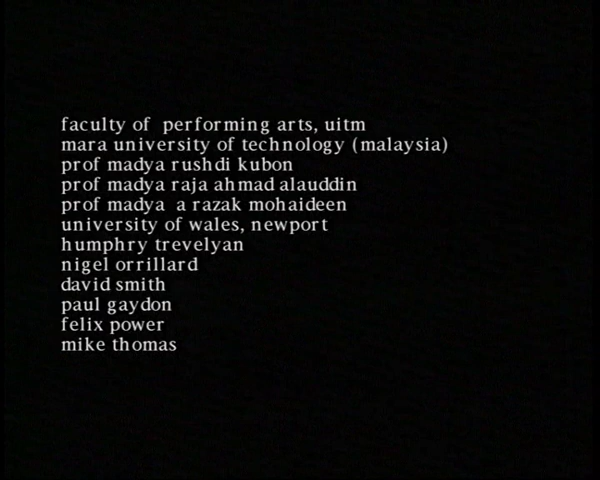 faculty of performing arts, uitm
mara university of technology (malaysia)
prof madya rushdi kubon
prof madya raja ahmad alauddin
prof madya a razak mohaideen
university of wales, newport
humphry trevelyan
nigel orrillard
david smith
paul gaydon
felix power
mike thomas